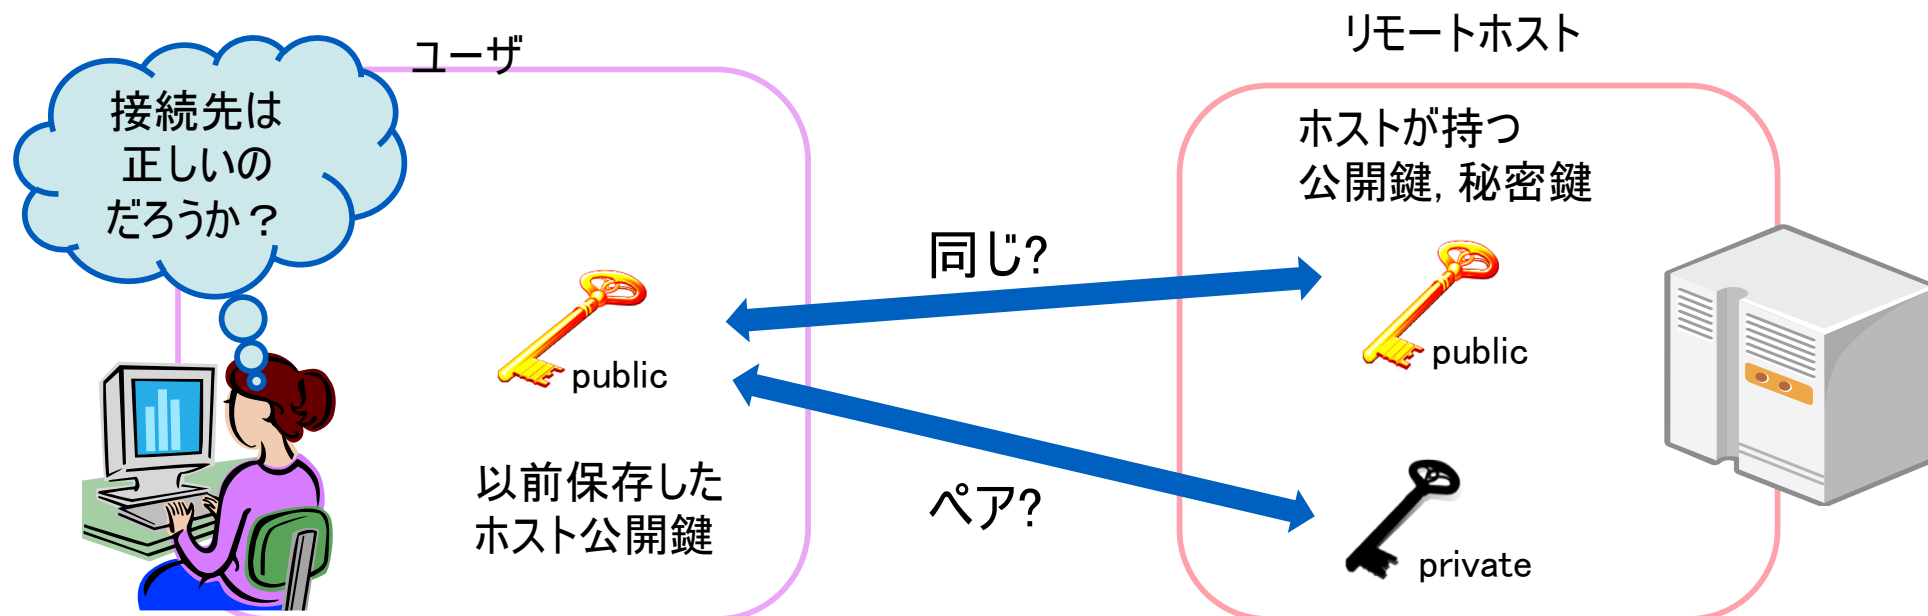 ユーザ
リモートホスト
接続先は
正しいの
だろうか？
ホストが持つ
公開鍵, 秘密鍵
同じ?
public
public
以前保存した
ホスト公開鍵
ペア?
private